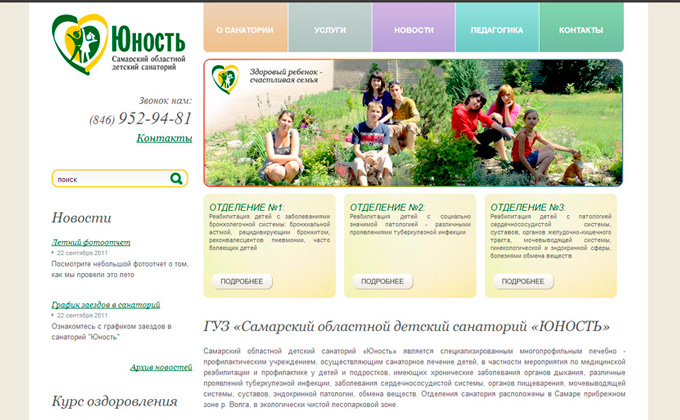 Юность
Самарский областной
детский санаторий
О САНАТОРИИ
УСЛУГИ
НОВОСТИ
ПЕДАГОГИКА
КОНТАКТЫ
Звоните нам:
(846) 952-94-81
Контакты
поиск
Здоровый ребенок -
счастливая семья
Новости
Летний фотоотчет
22 сентября 2011
Посмотрите небольшой фотоотчет о том,
как мы провели это лето
График заездов в санаторий
22 сентября 2011
Ознакомьтесь с графиком заездов в
санаторий "Юность"
Архив новостей
Курс оздоровления
ОТДЕЛЕНИЕ №1:
Реабилитация детей с заболеваниями
бронхолегочной системы: бронхиальной
астмой, рецидивирующим бронхитом,
реконвалесцентов пневмонии, часто
болеющих детей
ПОДРОБНЕЕ
ОТДЕЛЕНИЕ №2:
Реабилитация детей с социально
значимой патологией - различными
проявлениями туберкулезной инфекции
ПОДРОБНЕЕ
ОТДЕЛЕНИЕ №3:
Реабилитация детей с патологией
сердечнососудистой системы,
суставов, органов желудочно-кишечного
тракта, мочевыводящей системы,
гинекологической и эндокринной сферы,
болезнями обмена веществ
ПОДРОБНЕЕ
ГУЗ «Самарский областной детский санаторий «ЮНОСТЬ»
Самарский областной детский санаторий «Юность» является специализированным многопрофильным лечебно -
профилактическим учреждением, осуществляющим санаторное лечение детей, в частности мероприятия по медицинской
реабилитации и профилактике у детей и подростков, имеющих хронические заболевания органов дыхания, различные
проявлений туберкулезной инфекции, заболевания сердечнососудистой системы, органов пищеварения, мочевыводящей
системы, суставов, эндокринной патологии, обмена веществ. Отделения санатория расположены в Самаре прибрежном
зоне р. Волга, в экологически чистой лесопарковой зоне.